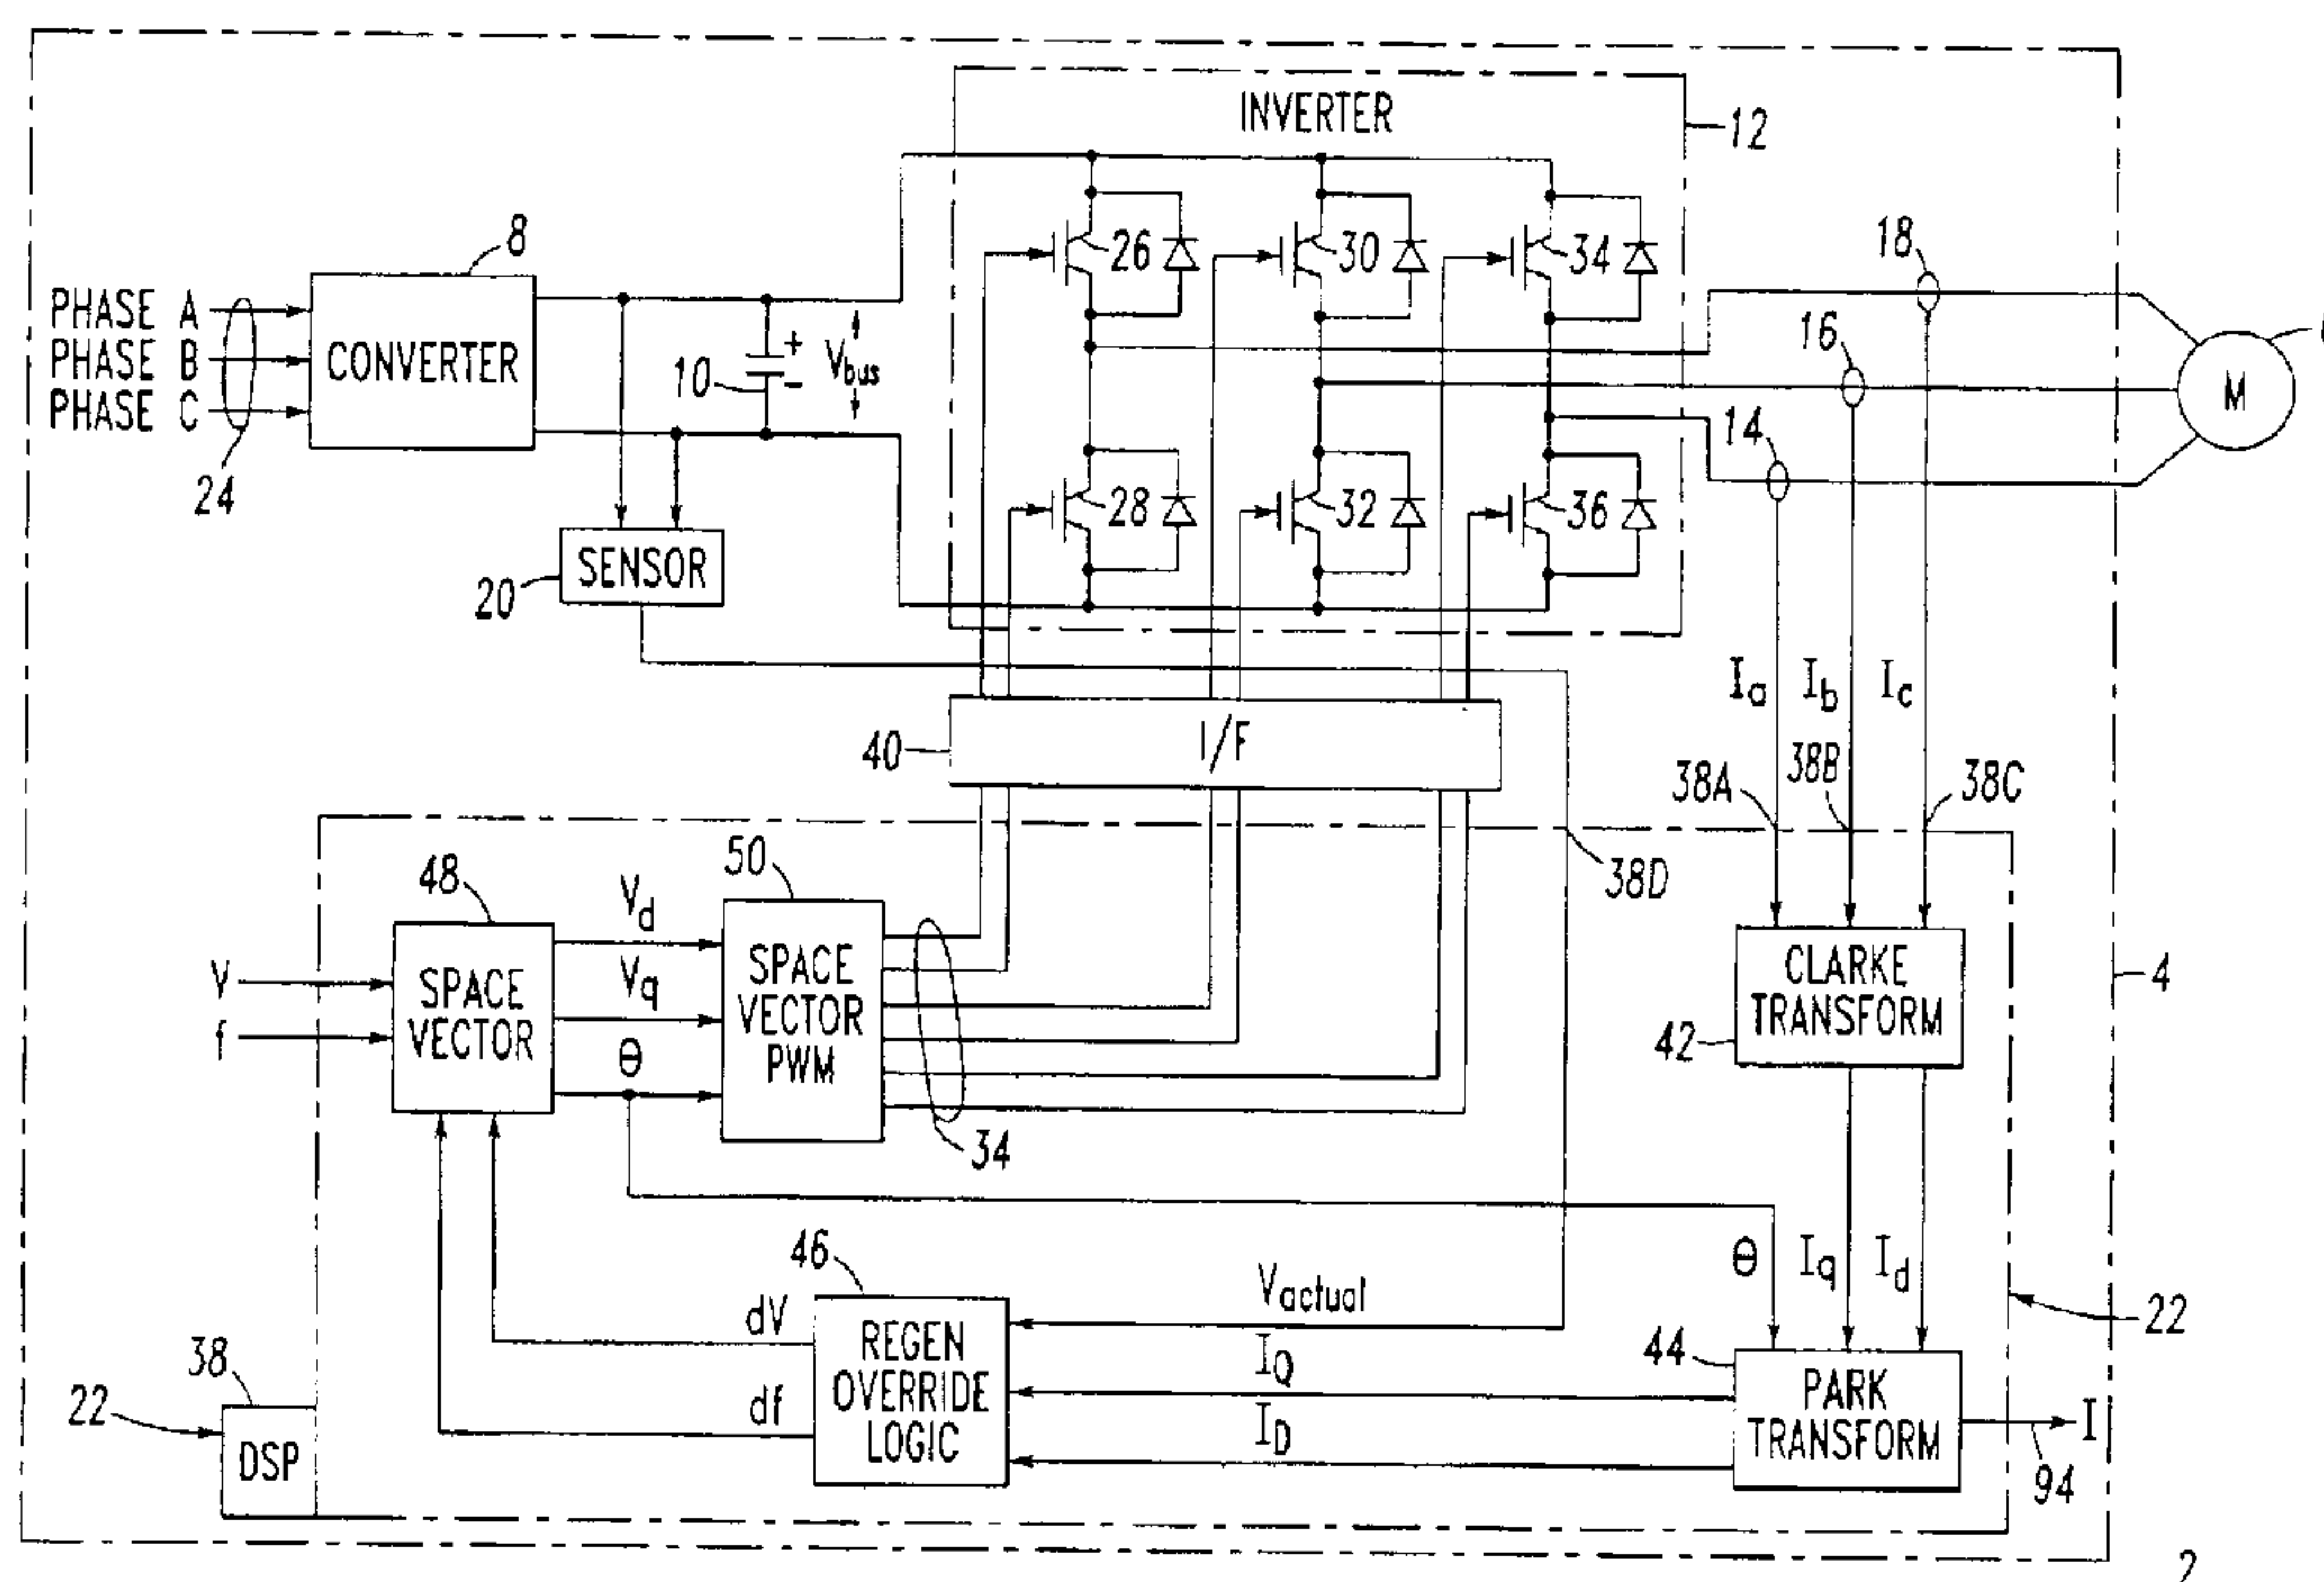 INVERTER
12
8
26
30
34
18
PHASE A
PHASE B
PHASE C
CONVERTER
16
10
+
-
Vbus
M
24
14
28
32
36
SENSOR
20
Ia
Ib
Ic
40
I/F
38A
38B
38C
38D
48
50
Vd
SPACE
VECTOR
Vq
SPACE
VECTOR
PWM
V
f
θ
CLARKE
TRANSFORM
4
42
34
46
θ
Iq
Id
Vactual
dV
REGEN
OVERRIDE
LOGIC
IQ
22
44
38
PARK
TRANSFORM
22
df
ID
I
DSP
94
2